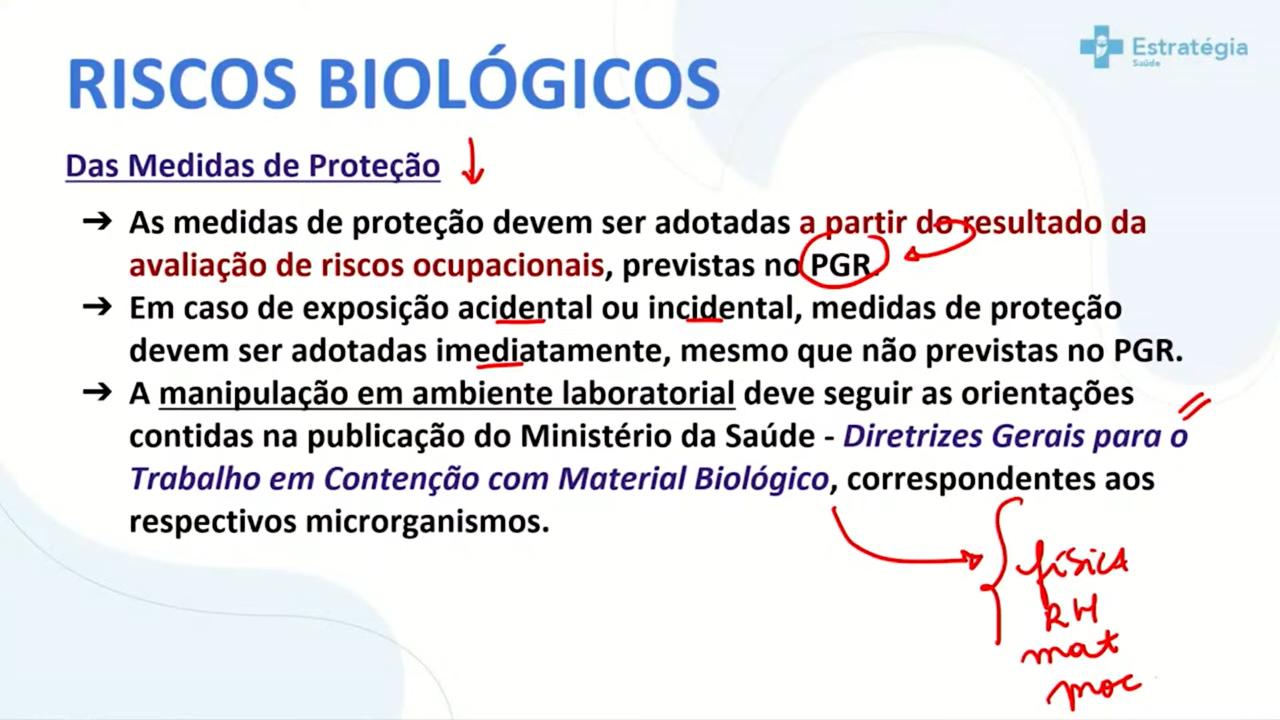 Estratégia
Saúde
RISCOS BIOLÓGICOS
Das Medidas de Proteção
➔ As medidas de proteção devem ser adotadas a partir do resultado da
avaliação de riscos ocupacionais, previstas no PGR.
➔ Em caso de exposição acidental ou incidental, medidas de proteção
devem ser adotadas imediatamente, mesmo que não previstas no PGR.
➔ A manipulação em ambiente laboratorial deve seguir as orientações
contidas na publicação do Ministério da Saúde - Diretrizes Gerais para o
Trabalho em Contenção com Material Biológico, correspondentes aos
respectivos microrganismos.
física
RH
mat
proc